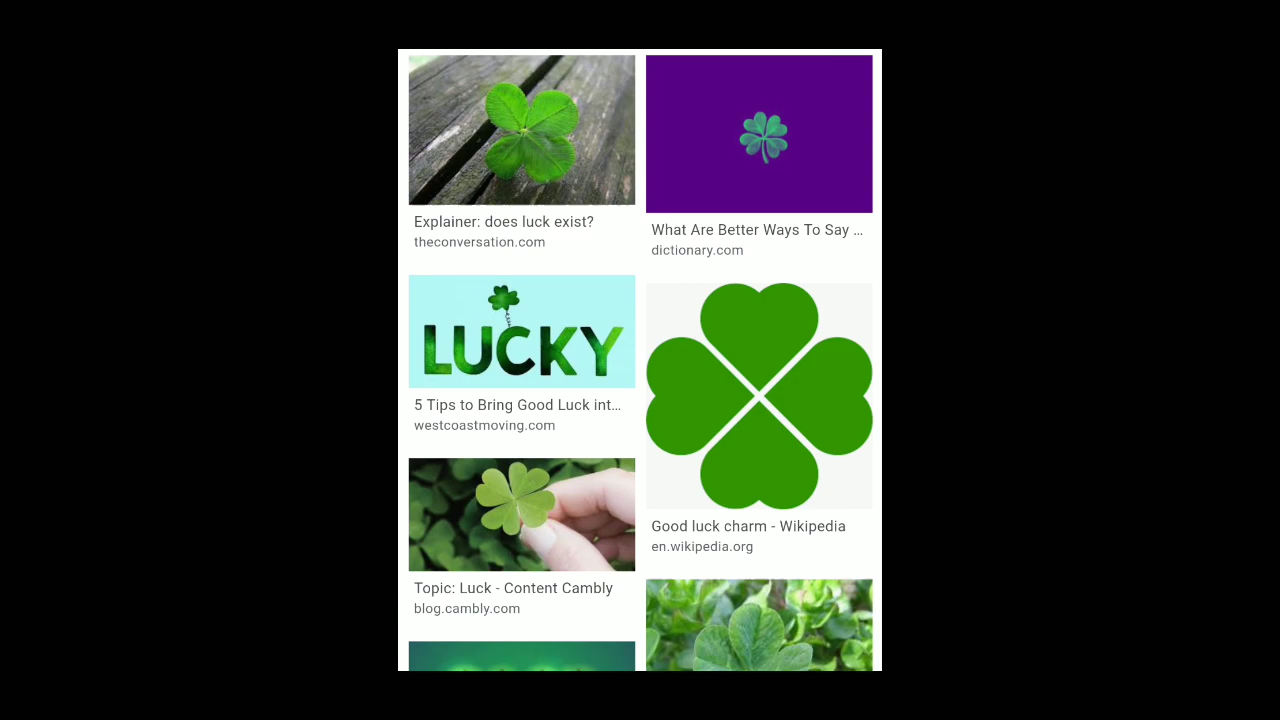 Explainer: does luck exist?
theconversation.com
What Are Better Ways To Say ...
dictionary.com
LUCKY
5 Tips to Bring Good Luck int...
westcoastmoving.com
Good luck charm - Wikipedia
en.wikipedia.org
Topic: Luck - Content Cambly
blog.cambly.com